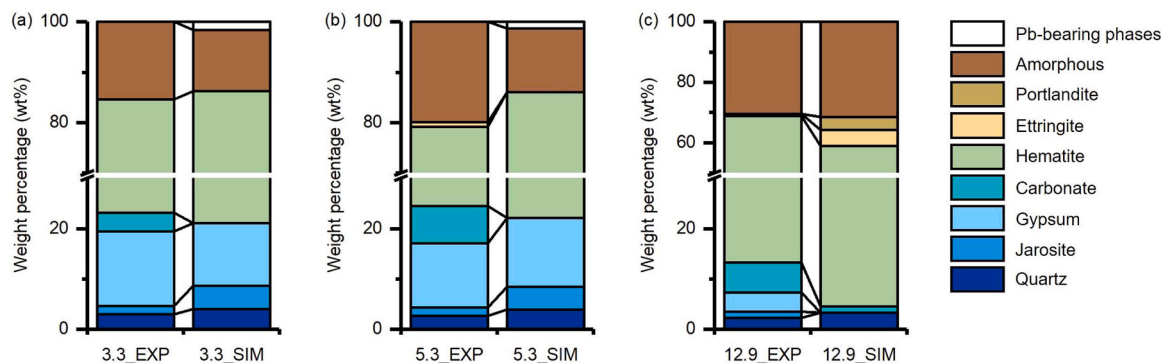 (a)
Weight percentage (wt%)
100
80
20
0
3.3_EXP
3.3_SIM
(b)
Weight percentage (wt%)
100
80
20
0
5.3_EXP
5.3_SIM
(c)
Weight percentage (wt%)
100
80
60
20
0
12.9_EXP
12.9_SIM
Pb-bearing phases
Amorphous
Portlandite
Ettringite
Hematite
Carbonate
Gypsum
Jarosite
Quartz